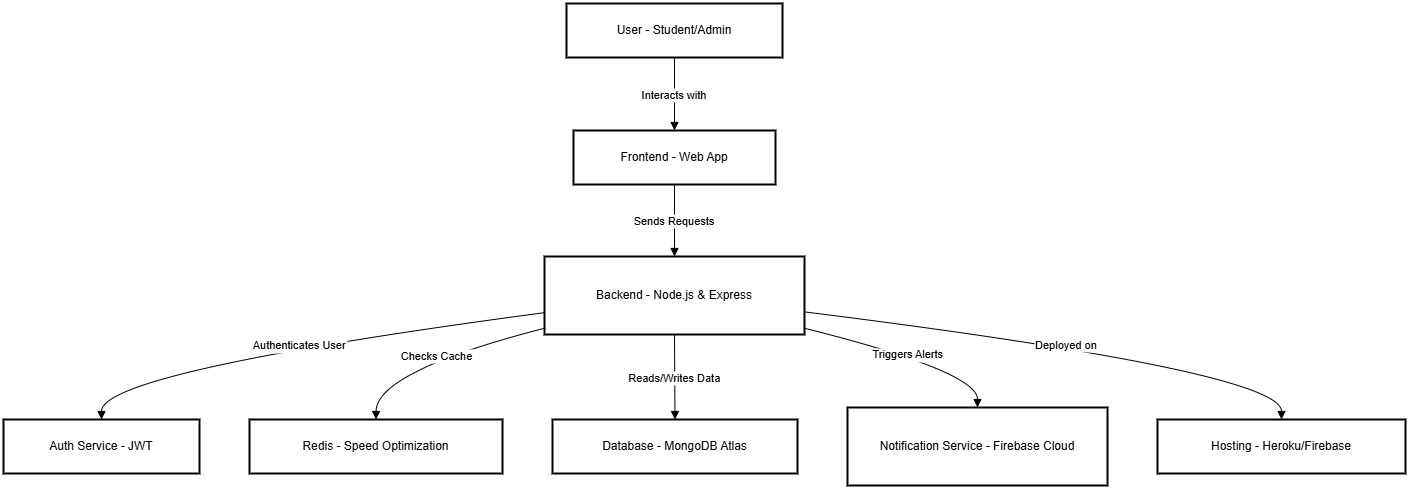 User - Student/Admin
Interacts with
Frontend - Web App
Sends Requests
Backend - Node.js & Express
Authenticates User
Checks Cache
Reads/Writes Data
Triggers Alerts
Deployed on
Auth Service - JWT
Redis - Speed Optimization
Database - MongoDB Atlas
Notification Service - Firebase Cloud
Hosting - Heroku/Firebase